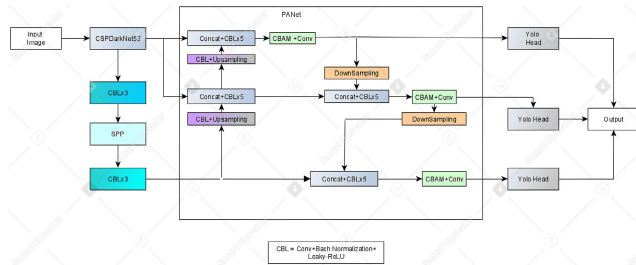 PANet
Input
Image
CSPDarkNet53
Concat+CBLx5
CBAM +Conv
Yolo
Head
CBL+Upsampling
DownSampling
CBLx3
Concat+CBLx5
Concat+CBLx5
CBAM+Conv
CBL+Upsampling
DownSampling
Yolo Head
Output
SPP
CBLx3
Concat+CBLx5
CBAM+Conv
Yolo Head
CBL = Conv+Bach Normalization+
Leaky-ReLU